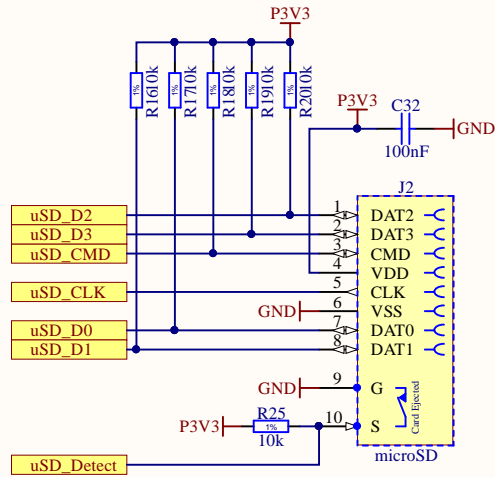 P3V3
1% R16 10k
1% R17 10k
1% R18 10k
1% R19 10k
1% R20 10k
P3V3
C32
GND
100nF
J2
uSD_D2 1 DAT2
uSD_D3 2 DAT3
uSD_CMD 3 CMD
4 VDD
uSD_CLK 5 CLK
GND 6 VSS
uSD_D0 7 DAT0
uSD_D1 8 DAT1
GND 9 G
Card Ejected
R25
P3V3 1% 10 S
10k
microSD
uSD_Detect